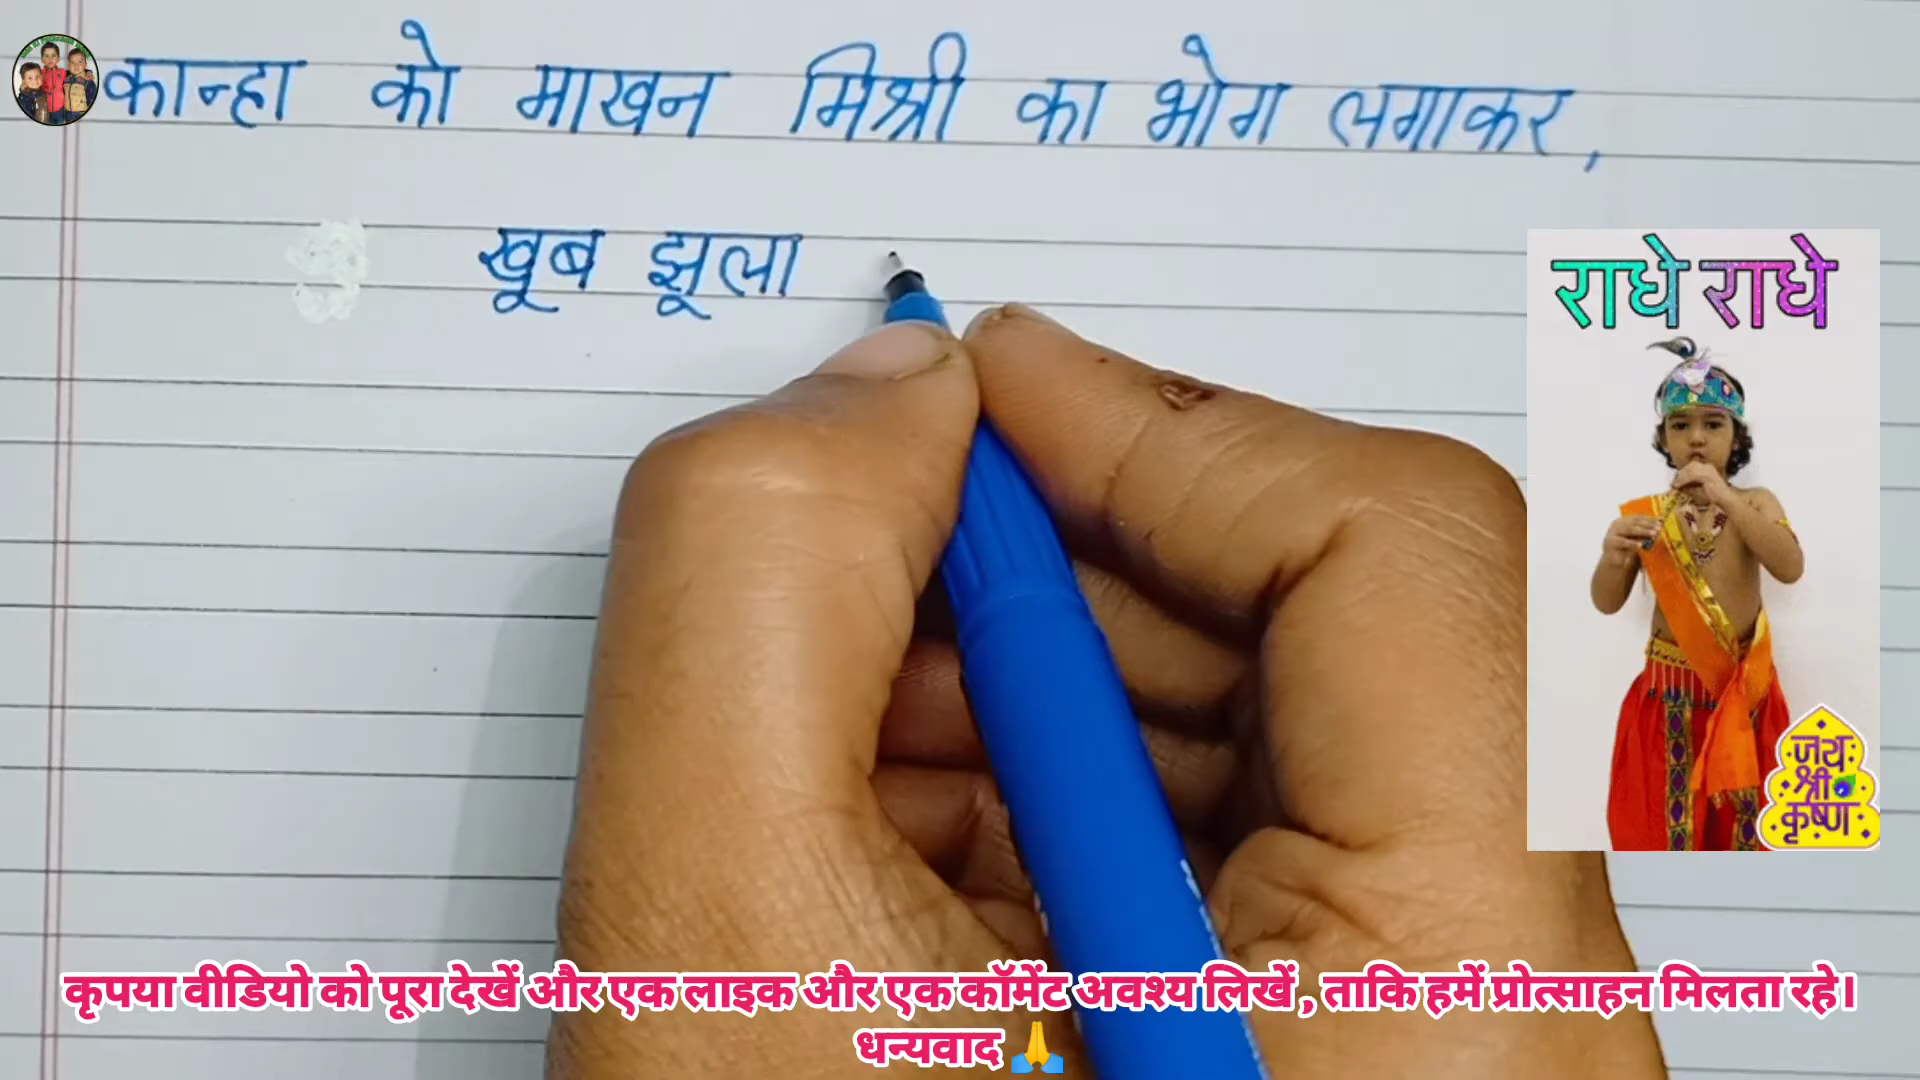 कान्हा को माखन मिश्री का भोग लगाकर,
खूब झूला
राधे राधे
जय
श्री
कृष्ण
कृपया वीडियो को पूरा देखें और एक लाइक और एक कॉमेंट अवश्य लिखें, ताकि हमें प्रोत्साहन मिलता रहे।
धन्यवाद 🙏